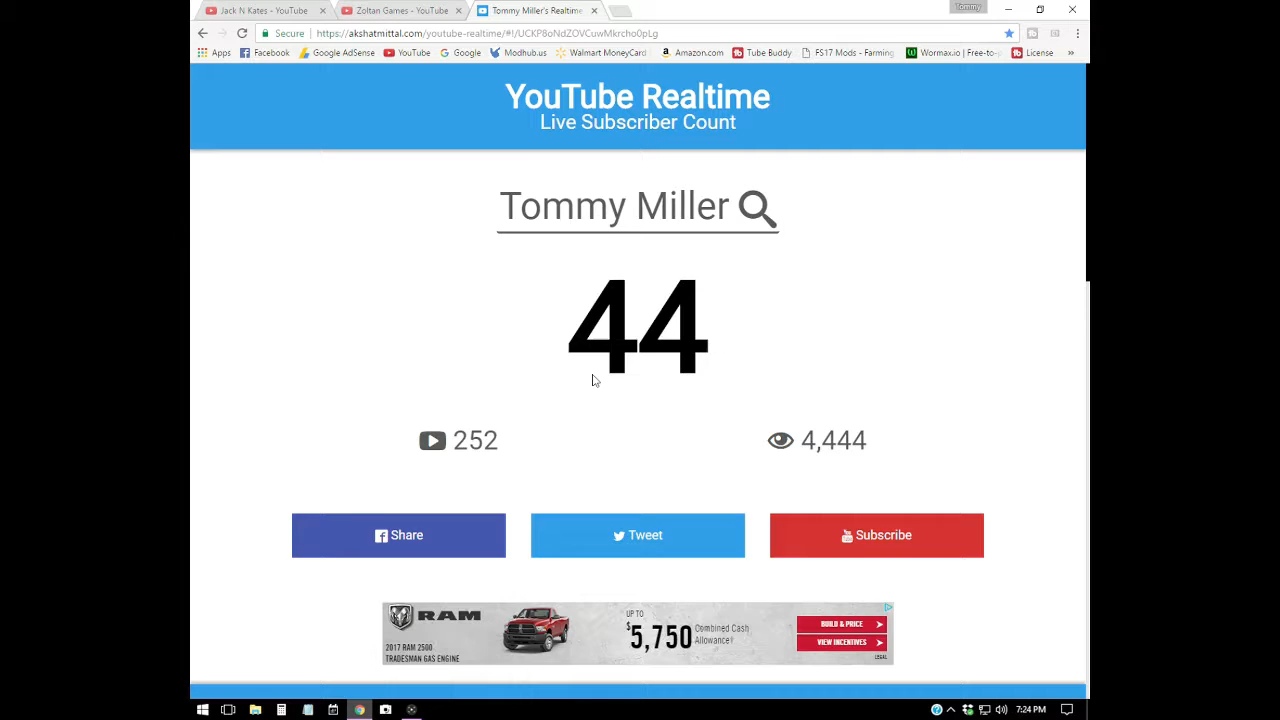 Jack N Kates - YouTube
Zoltan Games - YouTube
Tommy Miller's Realtime
Tommy
Secure
https://akshatmittal.com/youtube-realtime/#!/UCKP8oNdZOVCuwMkrcho0pLg
Apps
Facebook
Google AdSense
YouTube
Google
Modhub.us
Walmart MoneyCard
Amazon.com
Tube Buddy
FS17 Mods - Farming
Wormax.io - Free-to-
License
»
YouTube Realtime
Live Subscriber Count
Tommy Miller
44
252
4,444
Share
Tweet
Subscribe
RAM
2017 RAM 2500
TRADESMAN GAS ENGINE
UP TO
$5,750 Combined Cash
Allowance†
BUILD & PRICE
VIEW INCENTIVES
LEGAL
7:24 PM